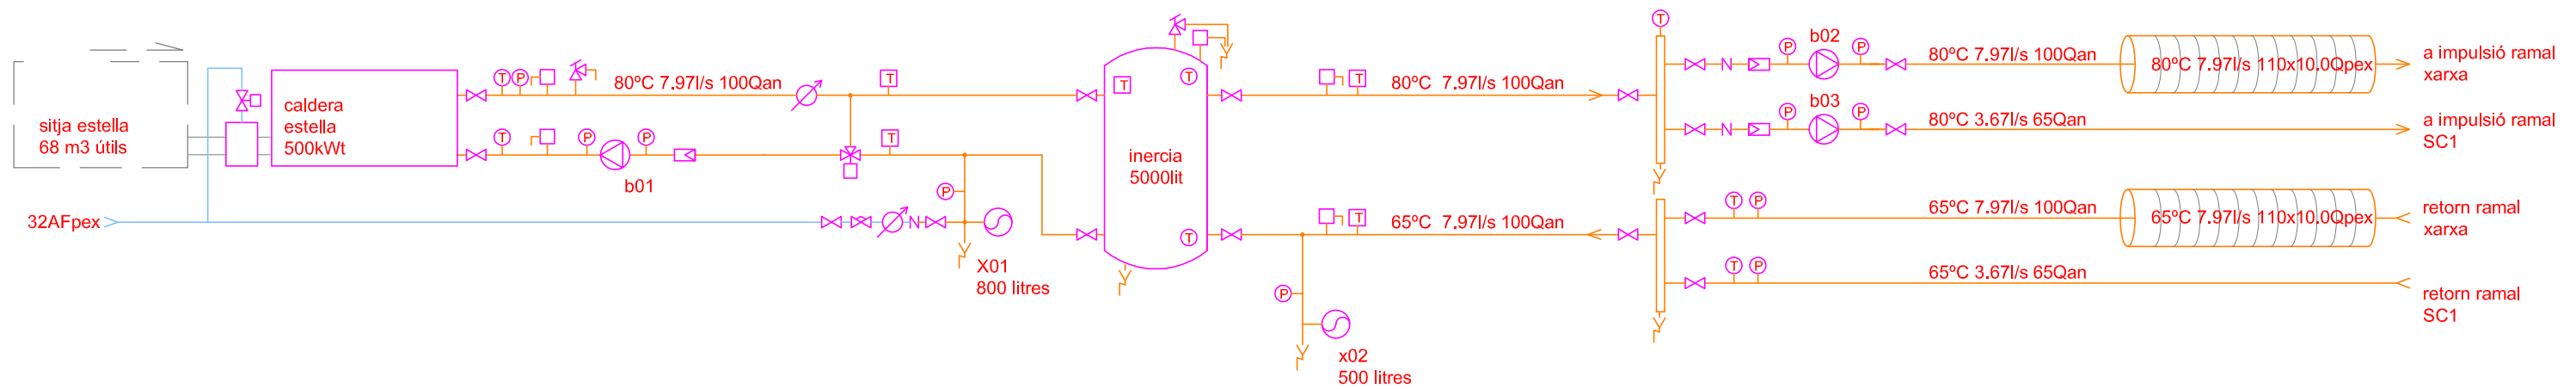 sitja estella
68 m3 útils
caldera
estella
500kWt
32AFpex
T
P
80ºC 7.97l/s 100Qan
T
T
P
P
b01
T
P
X01
800 litres
T
T
inercia
5000lit
T
T
80ºC 7.97l/s 100Qan
T
65ºC 7.97l/s 100Qan
P
x02
500 litres
T
P
b02
P
80ºC 7.97l/s 100Qan
80ºC 7.97l/s 110x10.0Qpex
a impulsió ramal
xarxa
P
b03
P
80ºC 3.67l/s 65Qan
a impulsió ramal
SC1
T
P
65ºC 7.97l/s 100Qan
65ºC 7.97l/s 110x10.0Qpex
retorn ramal
xarxa
T
P
65ºC 3.67l/s 65Qan
retorn ramal
SC1